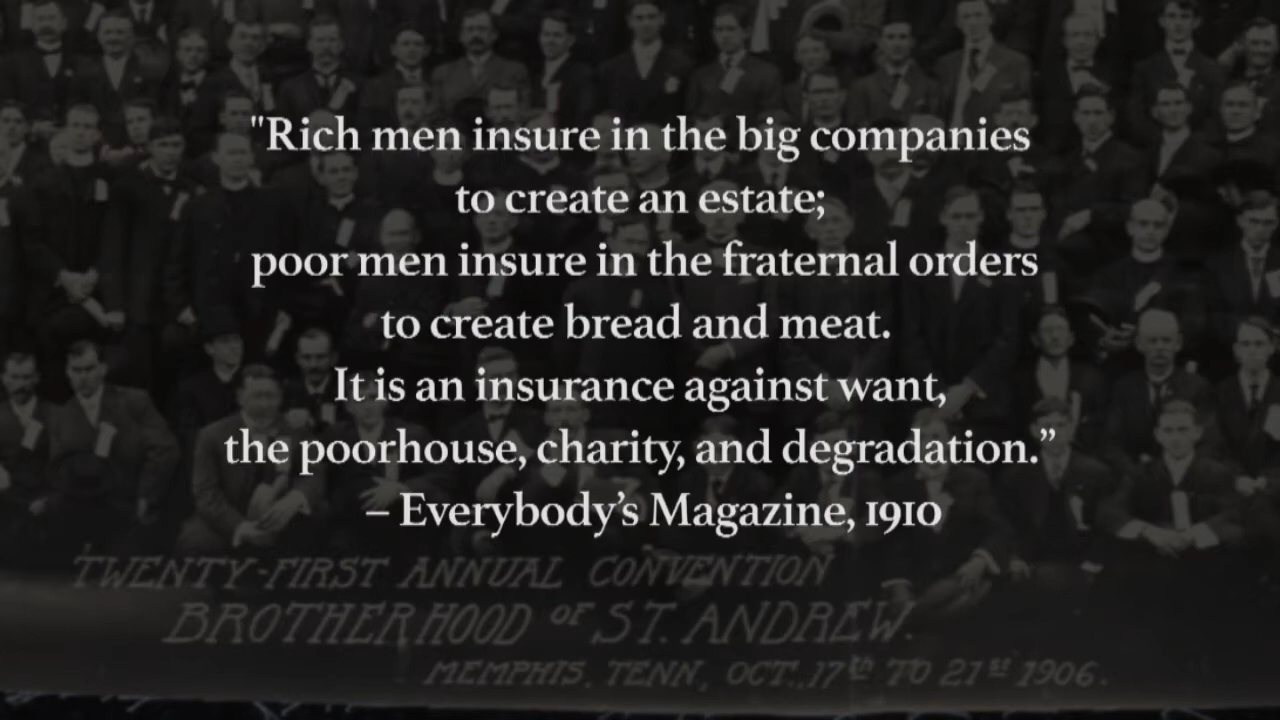 "Rich men insure in the big companies
to create an estate;
poor men insure in the fraternal orders
to create bread and meat.
It is an insurance against want,
the poorhouse, charity, and degradation.”
– Everybody’s Magazine, 1910
TWENTY-FIRST ANNUAL CONVENTION
BROTHERHOOD OF ST. ANDREW.
MEMPHIS, TENN, OCT., 17th TO 21st 1906.